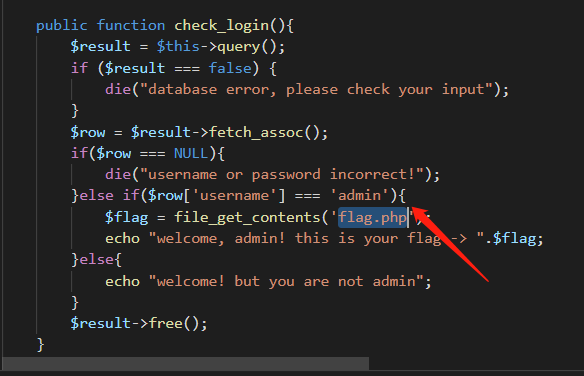 public function check_login(){
$result = $this->query();
if ($result === false) {
die("database error, please check your input");
}
$row = $result->fetch_assoc();
if($row === NULL){
die("username or password incorrect!");
}else if($row['username'] === 'admin'){
$flag = file_get_contents('flag.php');
echo "welcome, admin! this is your flag -> ".$flag;
}else{
echo "welcome! but you are not admin";
}
$result->free();
}